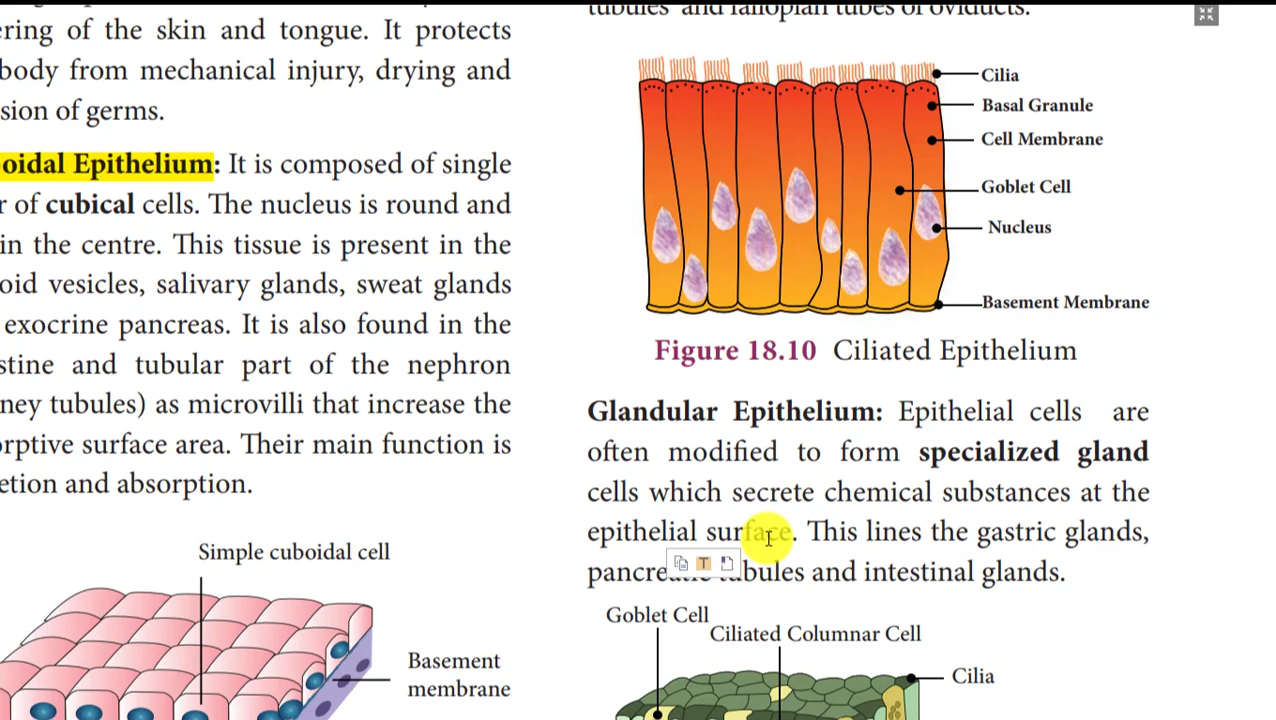 ering of the skin and tongue. It protects
body from mechanical injury, drying and
sion of germs.
oidal Epithelium: It is composed of single
r of cubical cells. The nucleus is round and
in the centre. This tissue is present in the
oid vesicles, salivary glands, sweat glands
exocrine pancreas. It is also found in the
stine and tubular part of the nephron
ney tubules) as microvilli that increase the
orptive surface area. Their main function is
etion and absorption.
Simple cuboidal cell
Basement
membrane
tubules and fallopian tubes of oviducts.
Cilia
Basal Granule
Cell Membrane
Goblet Cell
Nucleus
Basement Membrane
Figure 18.10 Ciliated Epithelium
Glandular Epithelium: Epithelial cells are
often modified to form specialized gland
cells which secrete chemical substances at the
epithelial surface. This lines the gastric glands,
and intestinal glands.
Goblet Cell
Ciliated Columnar Cell
Cilia